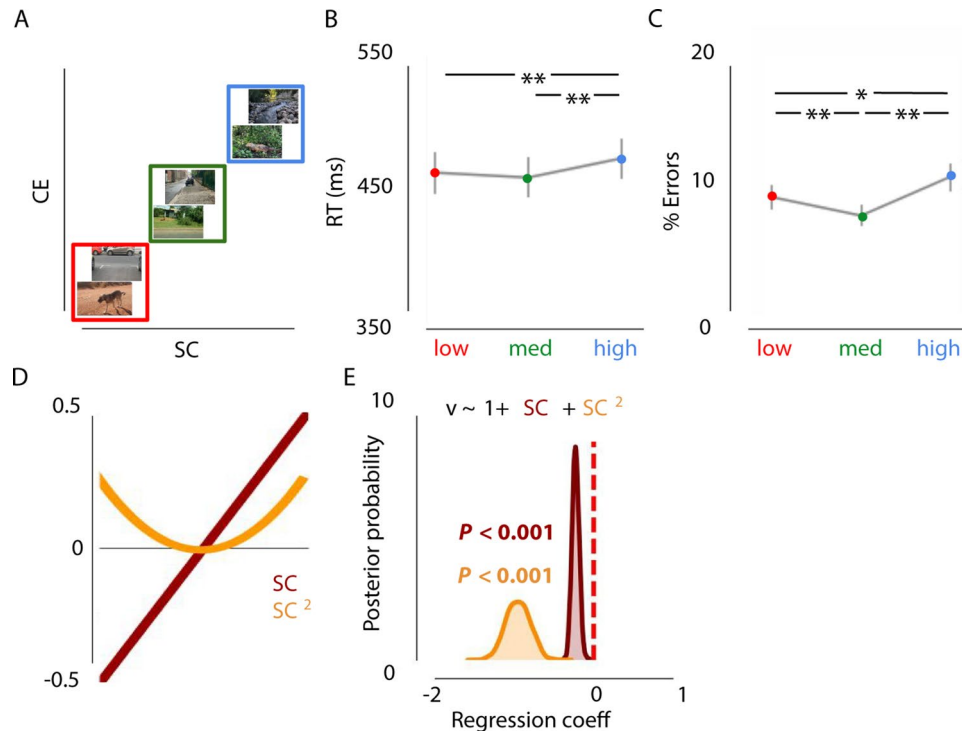 A
CE
SC
B
550
450
350
RT (ms)
**
**
low med high
C
20
10
0
% Errors
*
** **
low med high
D
0.5
0
-0.5
SC
SC ²
E
10
0
Posterior probability
v ~ 1+ SC + SC ²
P < 0.001
P < 0.001
-2 0 1
Regression coeff